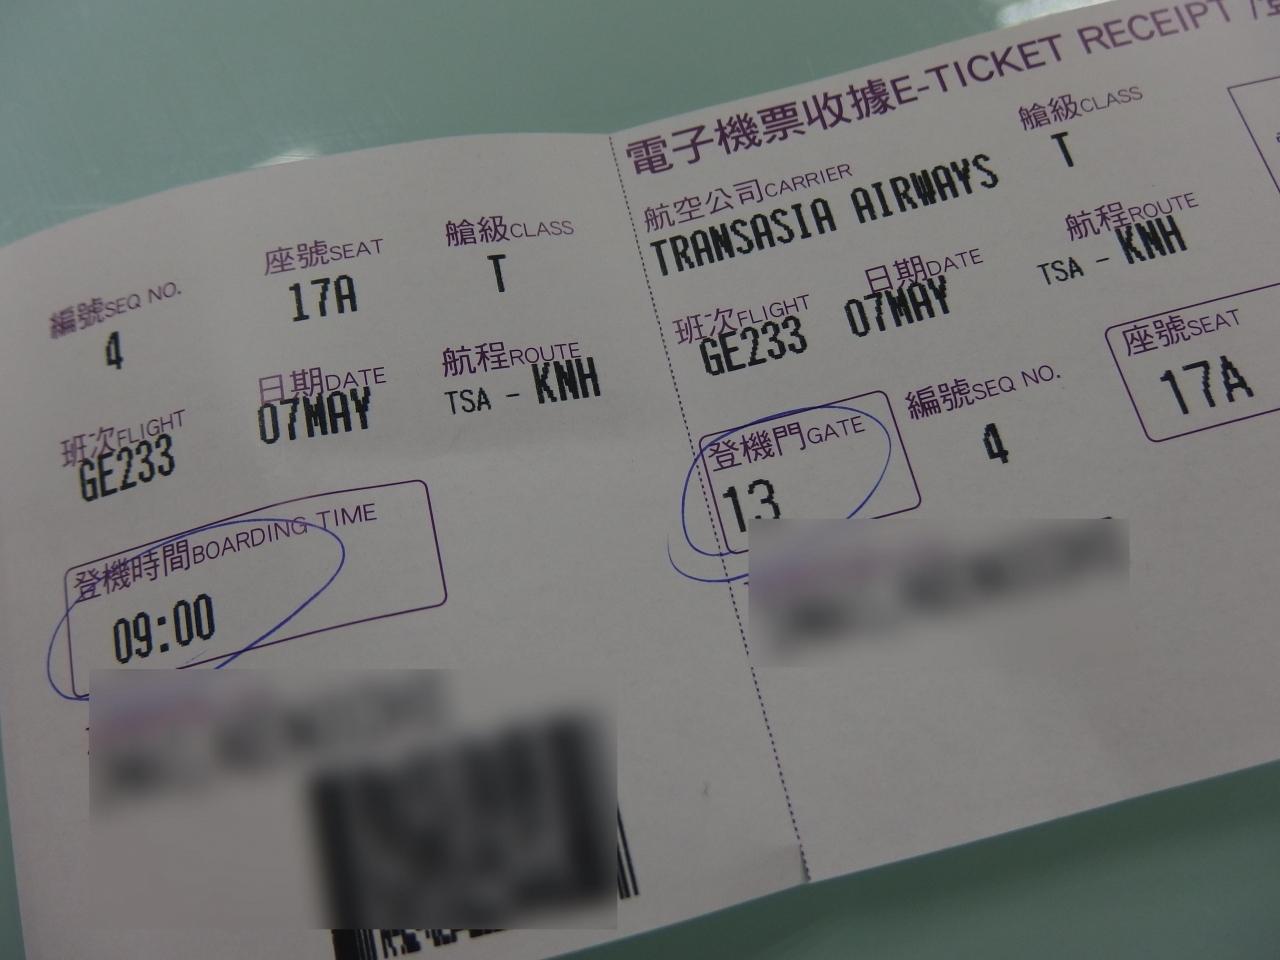 編號SEQ NO.
4
座號SEAT
17A
艙級CLASS
T
班次FLIGHT
GE233
日期DATE
07MAY
航程ROUTE
TSA - KNH
登機時間BOARDING TIME
09:00
電子機票收據E-TICKET RECEIPT /
航空公司CARRIER
TRANSASIA AIRWAYS
艙級CLASS
T
班次FLIGHT
GE233
日期DATE
07MAY
航程ROUTE
TSA - KNH
登機門GATE
13
編號SEQ NO.
4
座號SEAT
17A